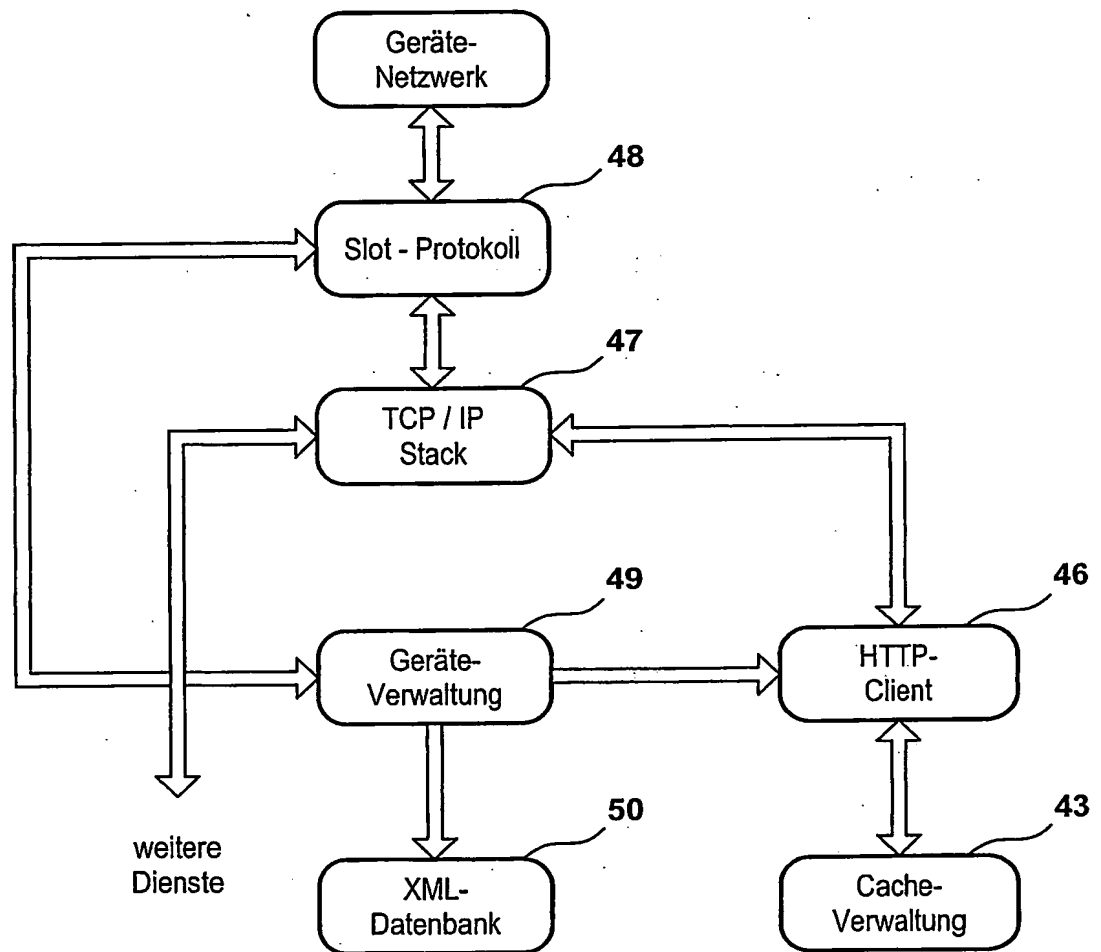 Geräte-
Netzwerk
48
Slot - Protokoll
47
TCP / IP
Stack
49
Geräte-
Verwaltung
46
HTTP-
Client
weitere
Dienste
50
XML-
Datenbank
43
Cache-
Verwaltung